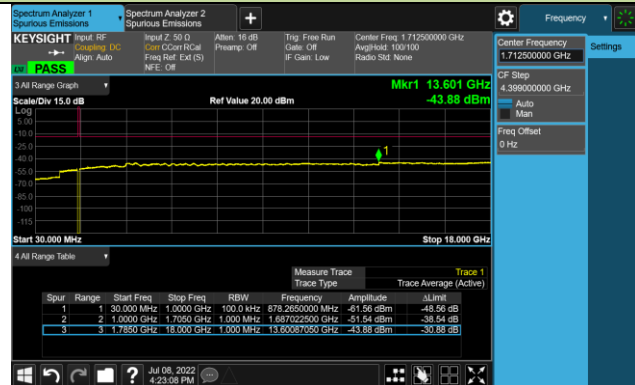 Spectrum Analyzer 1
Spurious Emissions
Spectrum Analyzer 2
Spurious Emissions
Frequency
KEYSIGHT
Input: RF
Coupling: DC
Align: Auto
Input Z: 50 Ω
Corr CCorr RCal
Freq Ref: Ext (S)
NFE: Off
Atten: 16 dB
Preamp: Off
Trig: Free Run
Gate: Off
IF Gain: Low
Center Freq: 1.712500000 GHz
Avg|Hold: 100/100
Radio Std: None
PASS
Center Frequency
1.712500000 GHz
Settings
CF Step
4.399000000 GHz
Auto
Man
Freq Offset
0 Hz
3 All Range Graph
Mkr1 13.601 GHz
Scale/Div 15.0 dB
Ref Value 20.00 dBm
-43.88 dBm
Log
5.00
-10.0
-25.0
-40.0
-55.0
-70.0
-85.0
-100
-115
1
Start 30.000 MHz
Stop 18.000 GHz
4 All Range Table
Measure Trace Trace 1
Trace Type Trace Average (Active)
Spur Range Start Freq Stop Freq RBW Frequency Amplitude ΔLimit
1 1 30.000 MHz 1.0000 GHz 100.0 kHz 878.2650000 MHz -61.56 dBm -48.56 dB
2 2 1.0000 GHz 1.7050 GHz 1.000 MHz 1.687022500 GHz -51.54 dBm -38.54 dB
3 3 1.7850 GHz 18.000 GHz 1.000 MHz 13.60087050 GHz -43.88 dBm -30.88 dB
Jul 08, 2022
4:23:08 PM